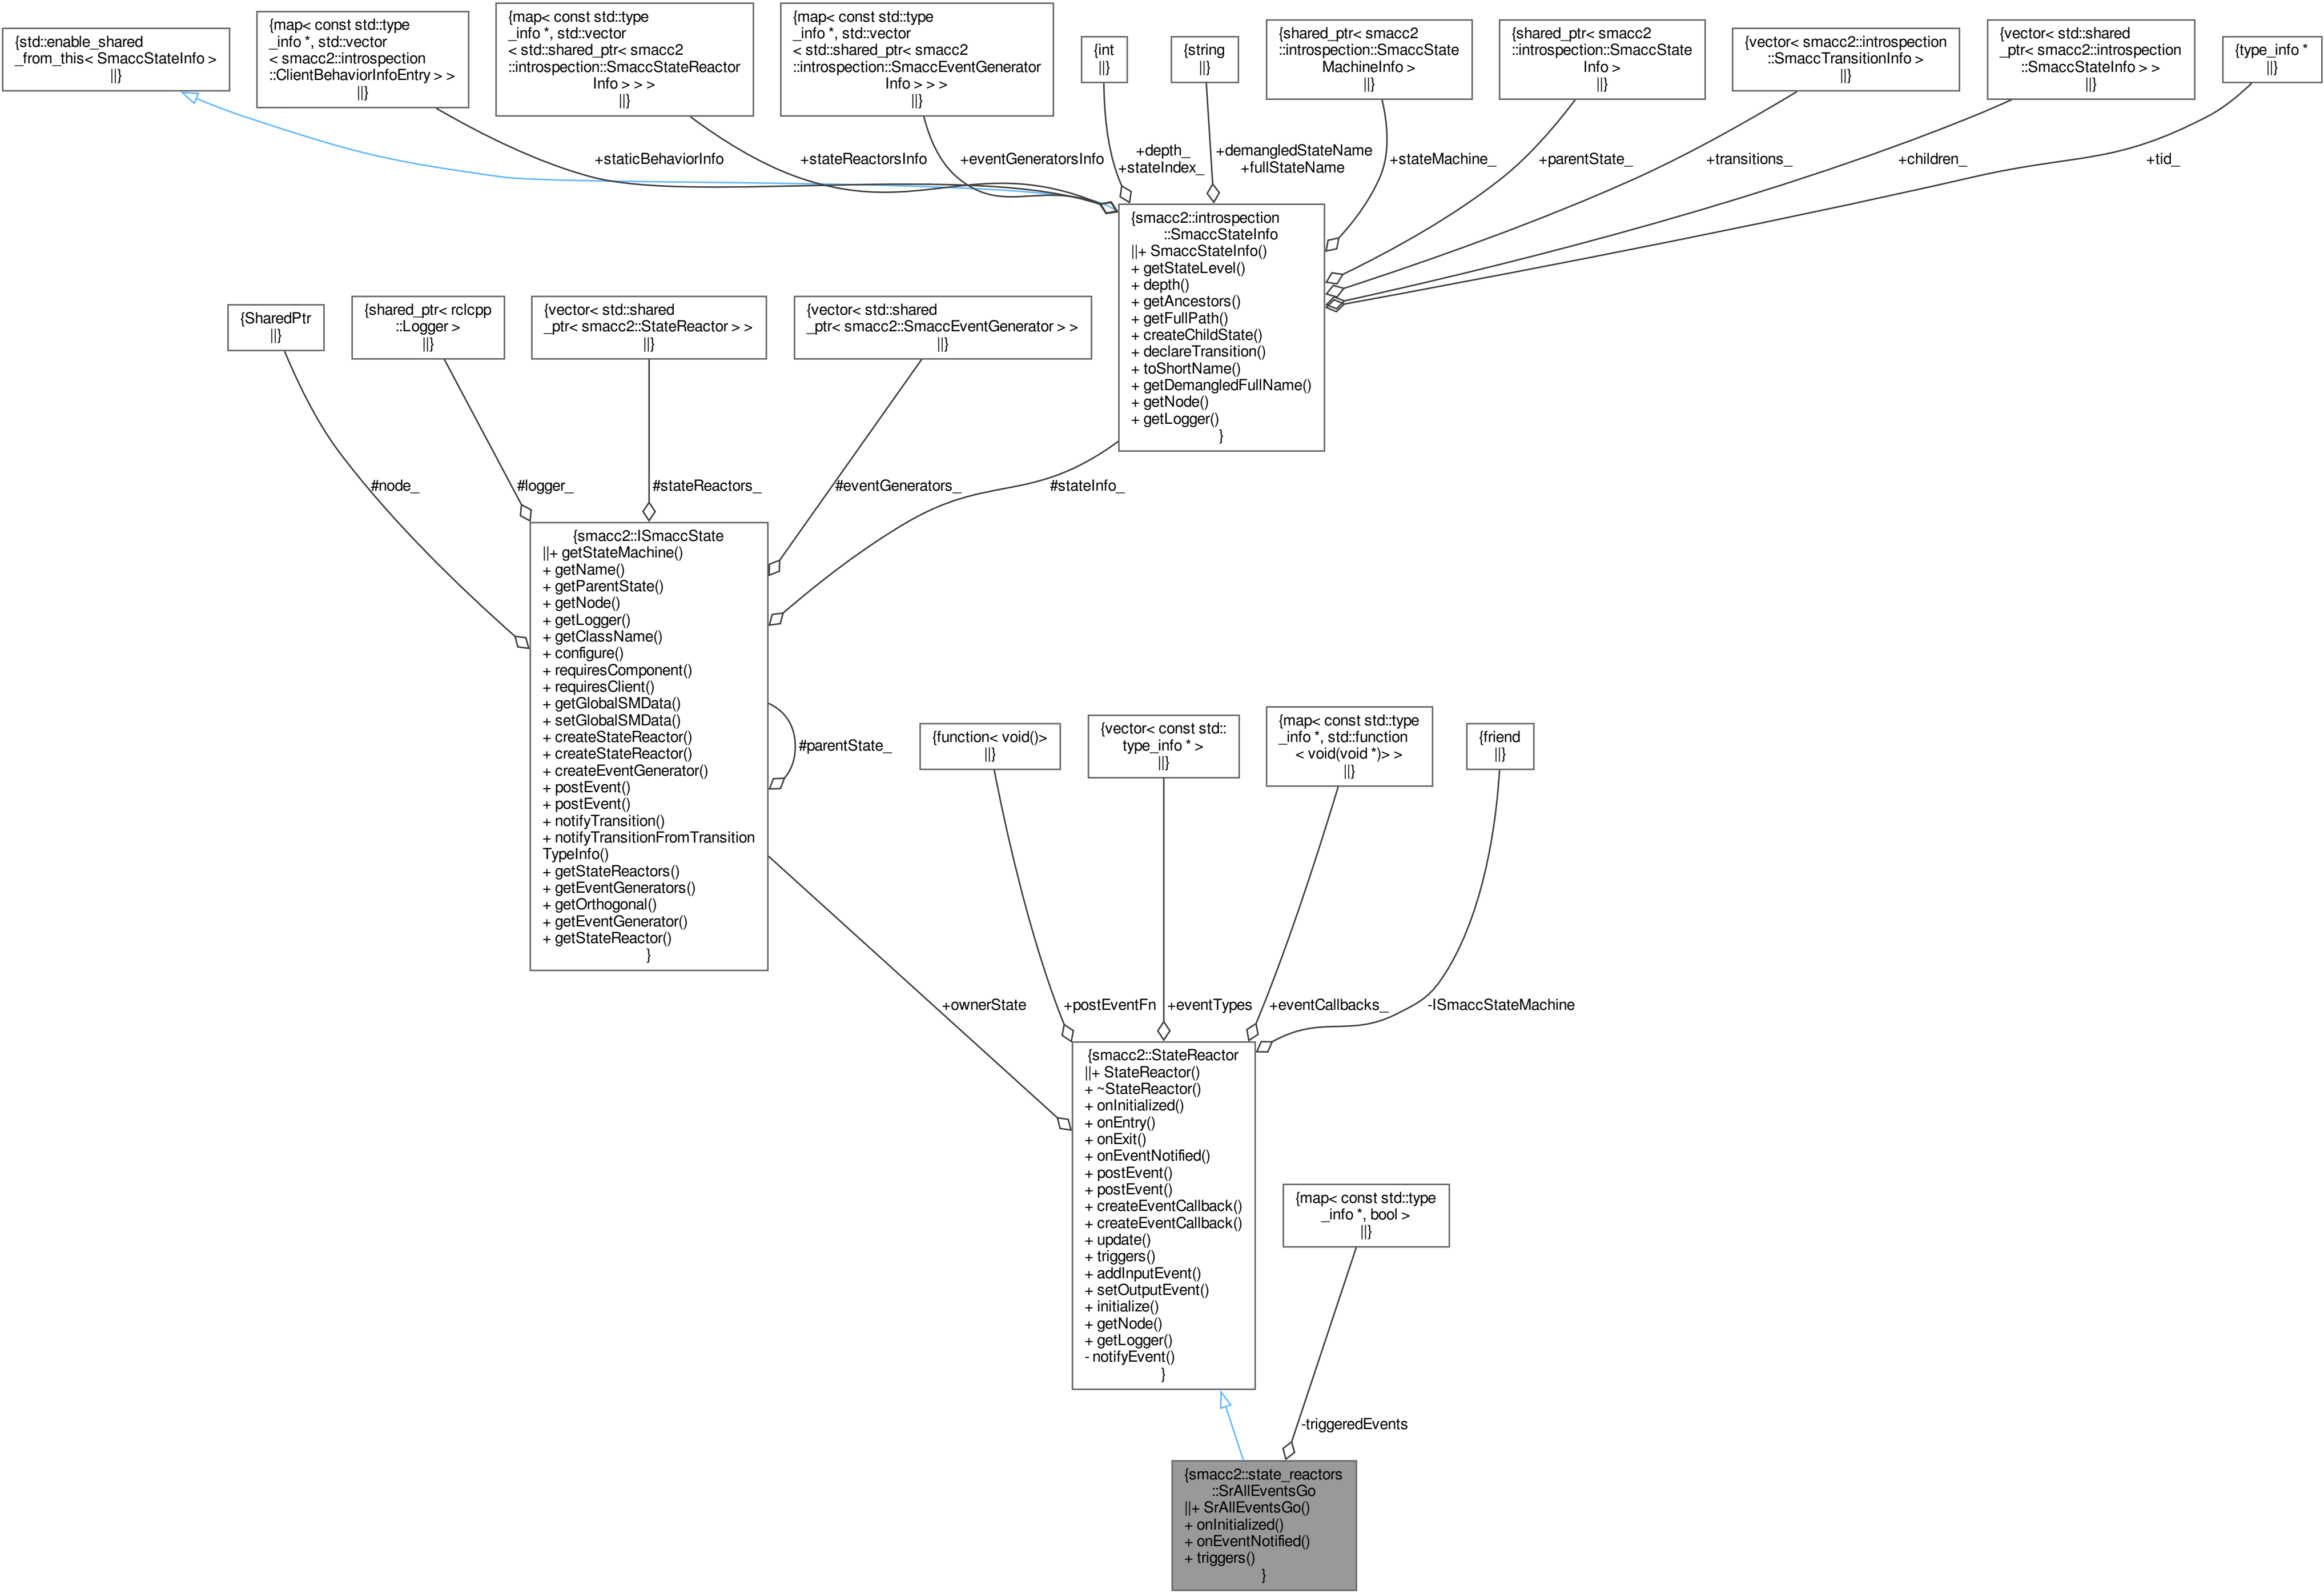 {std::enable_shared
_from_this< SmaccStateInfo >
||}
{map< const std::type
_info *, std::vector
< smacc2::introspection
::ClientBehaviorInfoEntry > >
||}
{map< const std::type
_info *, std::vector
< std::shared_ptr< smacc2
::introspection::SmaccStateReactor
Info > > >
||}
{map< const std::type
_info *, std::vector
< std::shared_ptr< smacc2
::introspection::SmaccEventGenerator
Info > > >
||}
{int
||}
{string
||}
{shared_ptr< smacc2
::introspection::SmaccState
MachineInfo >
||}
{shared_ptr< smacc2
::introspection::SmaccState
Info >
||}
{vector< smacc2::introspection
::SmaccTransitionInfo >
||}
{vector< std::shared
_ptr< smacc2::introspection
::SmaccStateInfo > >
||}
{type_info *
||}
+staticBehaviorInfo
+stateReactorsInfo
+eventGeneratorsInfo
+depth_
+stateIndex_
+demangledStateName
+fullStateName
+stateMachine_
+parentState_
+transitions_
+children_
+tid_
{smacc2::introspection
::SmaccStateInfo
||+ SmaccStateInfo()
+ getStateLevel()
+ depth()
+ getAncestors()
+ getFullPath()
+ createChildState()
+ declareTransition()
+ toShortName()
+ getDemangledFullName()
+ getNode()
+ getLogger()
}
{SharedPtr
||}
{shared_ptr< rclcpp
::Logger >
||}
{vector< std::shared
_ptr< smacc2::StateReactor > >
||}
{vector< std::shared
_ptr< smacc2::SmaccEventGenerator > >
||}
#node_
#logger_
#stateReactors_
#eventGenerators_
#stateInfo_
{smacc2::ISmaccState
||+ getStateMachine()
+ getName()
+ getParentState()
+ getNode()
+ getLogger()
+ getClassName()
+ configure()
+ requiresComponent()
+ requiresClient()
+ getGlobalSMData()
+ setGlobalSMData()
+ createStateReactor()
+ createStateReactor()
+ createEventGenerator()
+ postEvent()
+ postEvent()
+ notifyTransition()
+ notifyTransitionFromTransition
TypeInfo()
+ getStateReactors()
+ getEventGenerators()
+ getOrthogonal()
+ getEventGenerator()
+ getStateReactor()
}
#parentState_
{function< void()>
||}
{vector< const std::
type_info * >
||}
{map< const std::type
_info *, std::function
< void(void *)> >
||}
{friend
||}
+ownerState
+postEventFn
+eventTypes
+eventCallbacks_
-ISmaccStateMachine
{smacc2::StateReactor
||+ StateReactor()
+ ~StateReactor()
+ onInitialized()
+ onEntry()
+ onExit()
+ onEventNotified()
+ postEvent()
+ postEvent()
+ createEventCallback()
+ createEventCallback()
+ update()
+ triggers()
+ addInputEvent()
+ setOutputEvent()
+ initialize()
+ getNode()
+ getLogger()
- notifyEvent()
}
{map< const std::type
_info *, bool >
||}
-triggeredEvents
{smacc2::state_reactors
::SrAllEventsGo
||+ SrAllEventsGo()
+ onInitialized()
+ onEventNotified()
+ triggers()
}